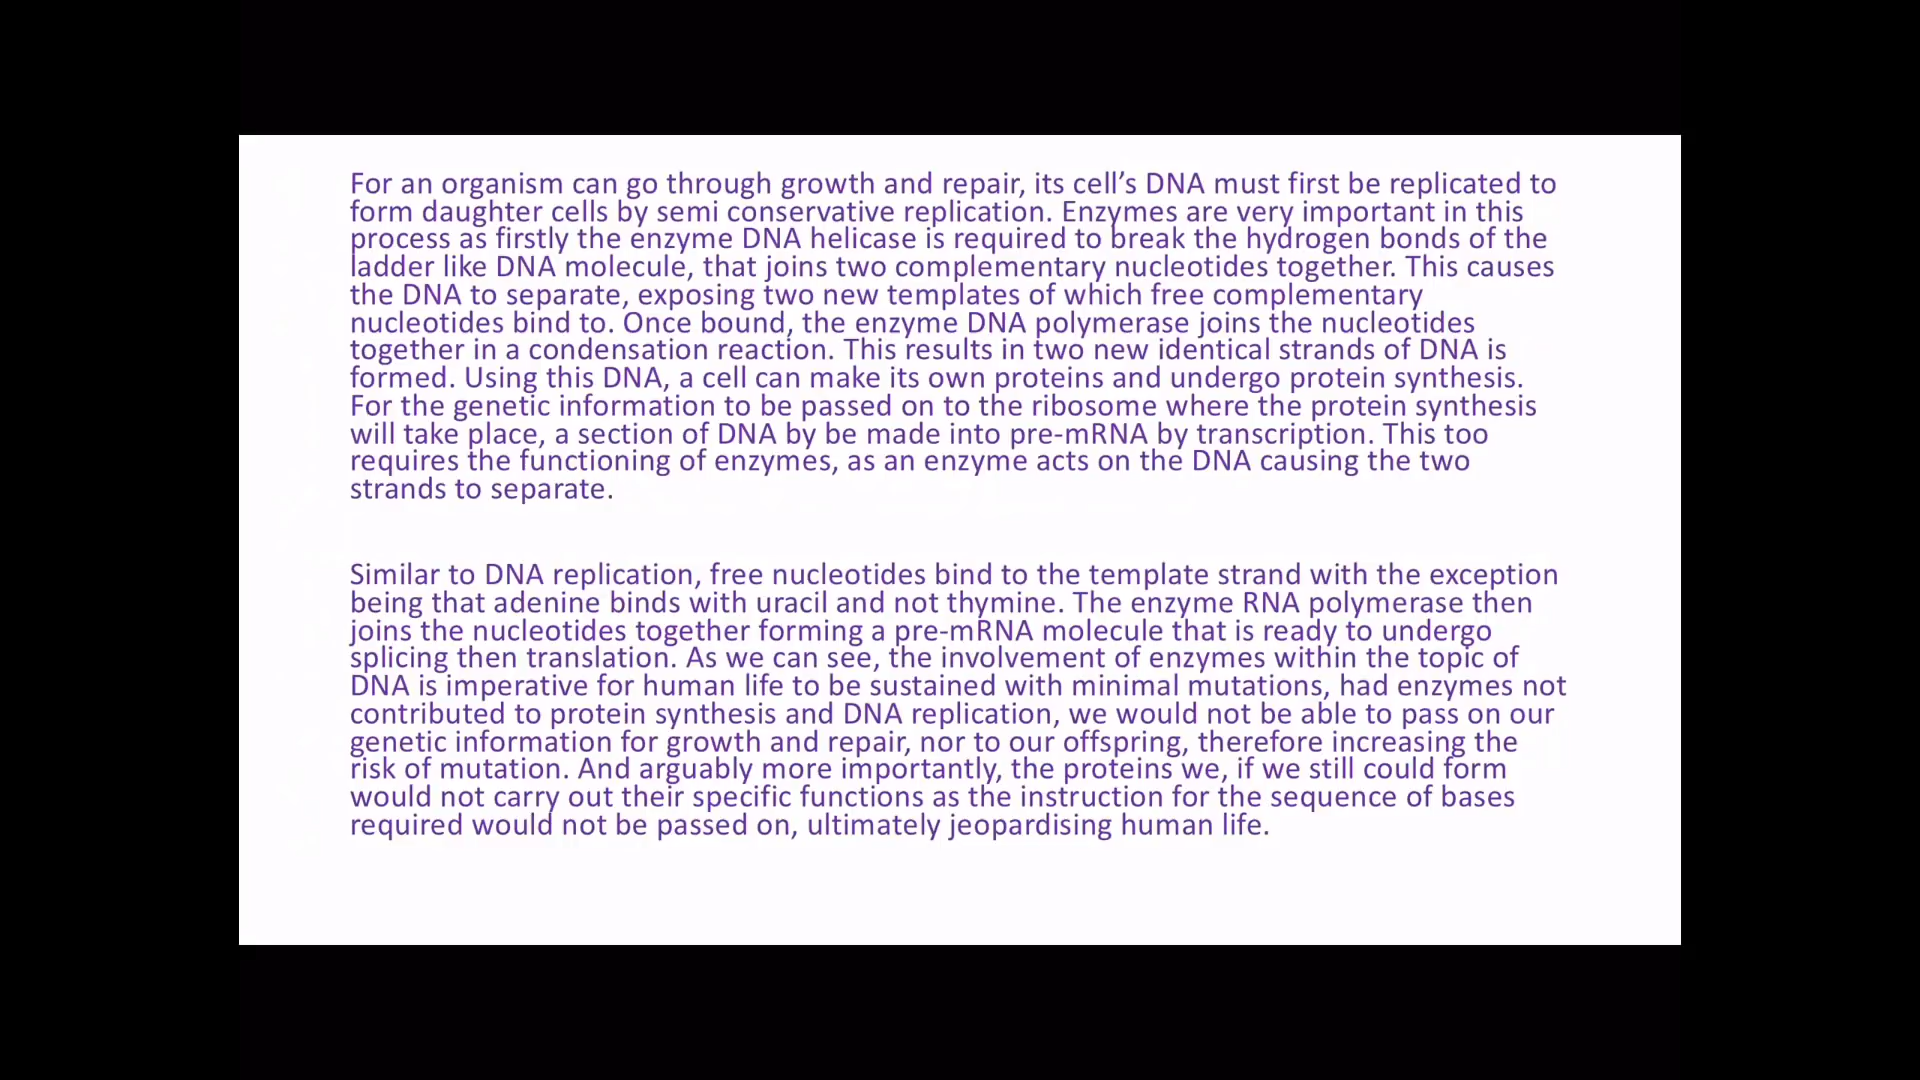 For an organism can go through growth and repair, its cell’s DNA must first be replicated to
form daughter cells by semi conservative replication. Enzymes are very important in this
process as firstly the enzyme DNA helicase is required to break the hydrogen bonds of the
ladder like DNA molecule, that joins two complementary nucleotides together. This causes
the DNA to separate, exposing two new templates of which free complementary
nucleotides bind to. Once bound, the enzyme DNA polymerase joins the nucleotides
together in a condensation reaction. This results in two new identical strands of DNA is
formed. Using this DNA, a cell can make its own proteins and undergo protein synthesis.
For the genetic information to be passed on to the ribosome where the protein synthesis
will take place, a section of DNA by be made into pre-mRNA by transcription. This too
requires the functioning of enzymes, as an enzyme acts on the DNA causing the two
strands to separate.
Similar to DNA replication, free nucleotides bind to the template strand with the exception
being that adenine binds with uracil and not thymine. The enzyme RNA polymerase then
joins the nucleotides together forming a pre-mRNA molecule that is ready to undergo
splicing then translation. As we can see, the involvement of enzymes within the topic of
DNA is imperative for human life to be sustained with minimal mutations, had enzymes not
contributed to protein synthesis and DNA replication, we would not be able to pass on our
genetic information for growth and repair, nor to our offspring, therefore increasing the
risk of mutation. And arguably more importantly, the proteins we, if we still could form
would not carry out their specific functions as the instruction for the sequence of bases
required would not be passed on, ultimately jeopardising human life.